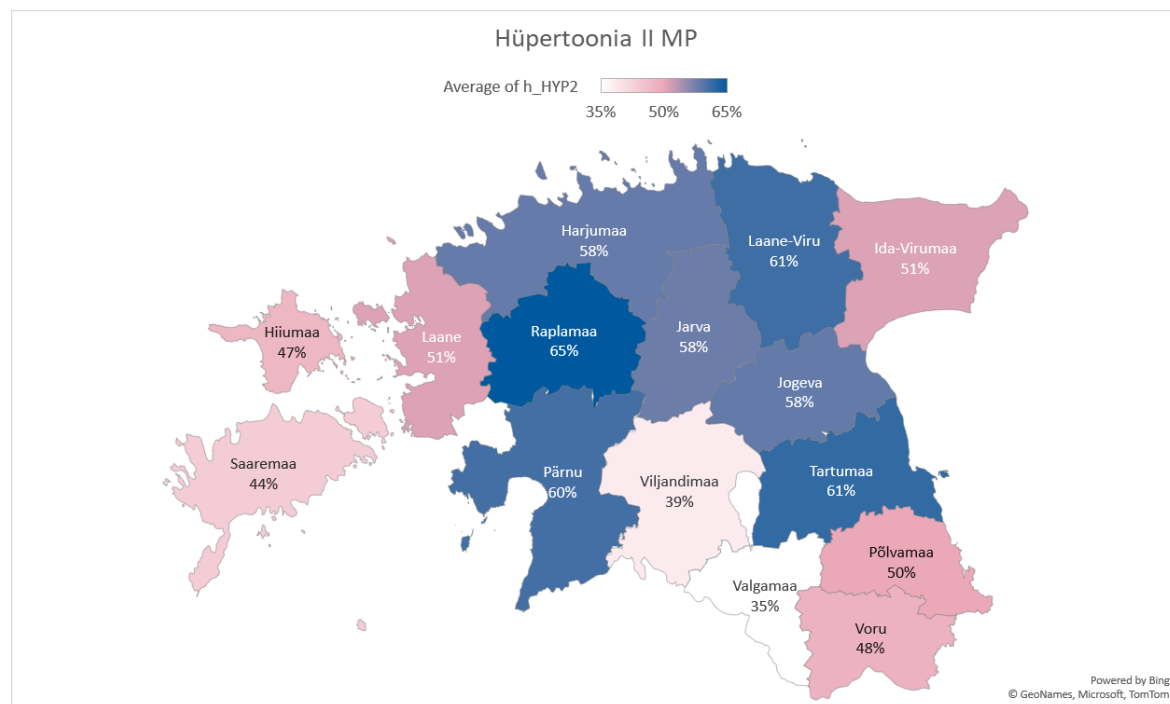 Hüpertoonia II MP
Average of h_HYP2
35% 50% 65%
Harjumaa
58%
Laane-Viru
61%
Ida-Virumaa
51%
Hiiumaa
47%
Laane
51%
Raplamaa
65%
Jarva
58%
Jogeva
58%
Saaremaa
44%
Pärnu
60%
Viljandimaa
39%
Tartumaa
61%
Põlvamaa
50%
Valgamaa
35%
Voru
48%
Powered by Bing
© GeoNames, Microsoft, TomTom